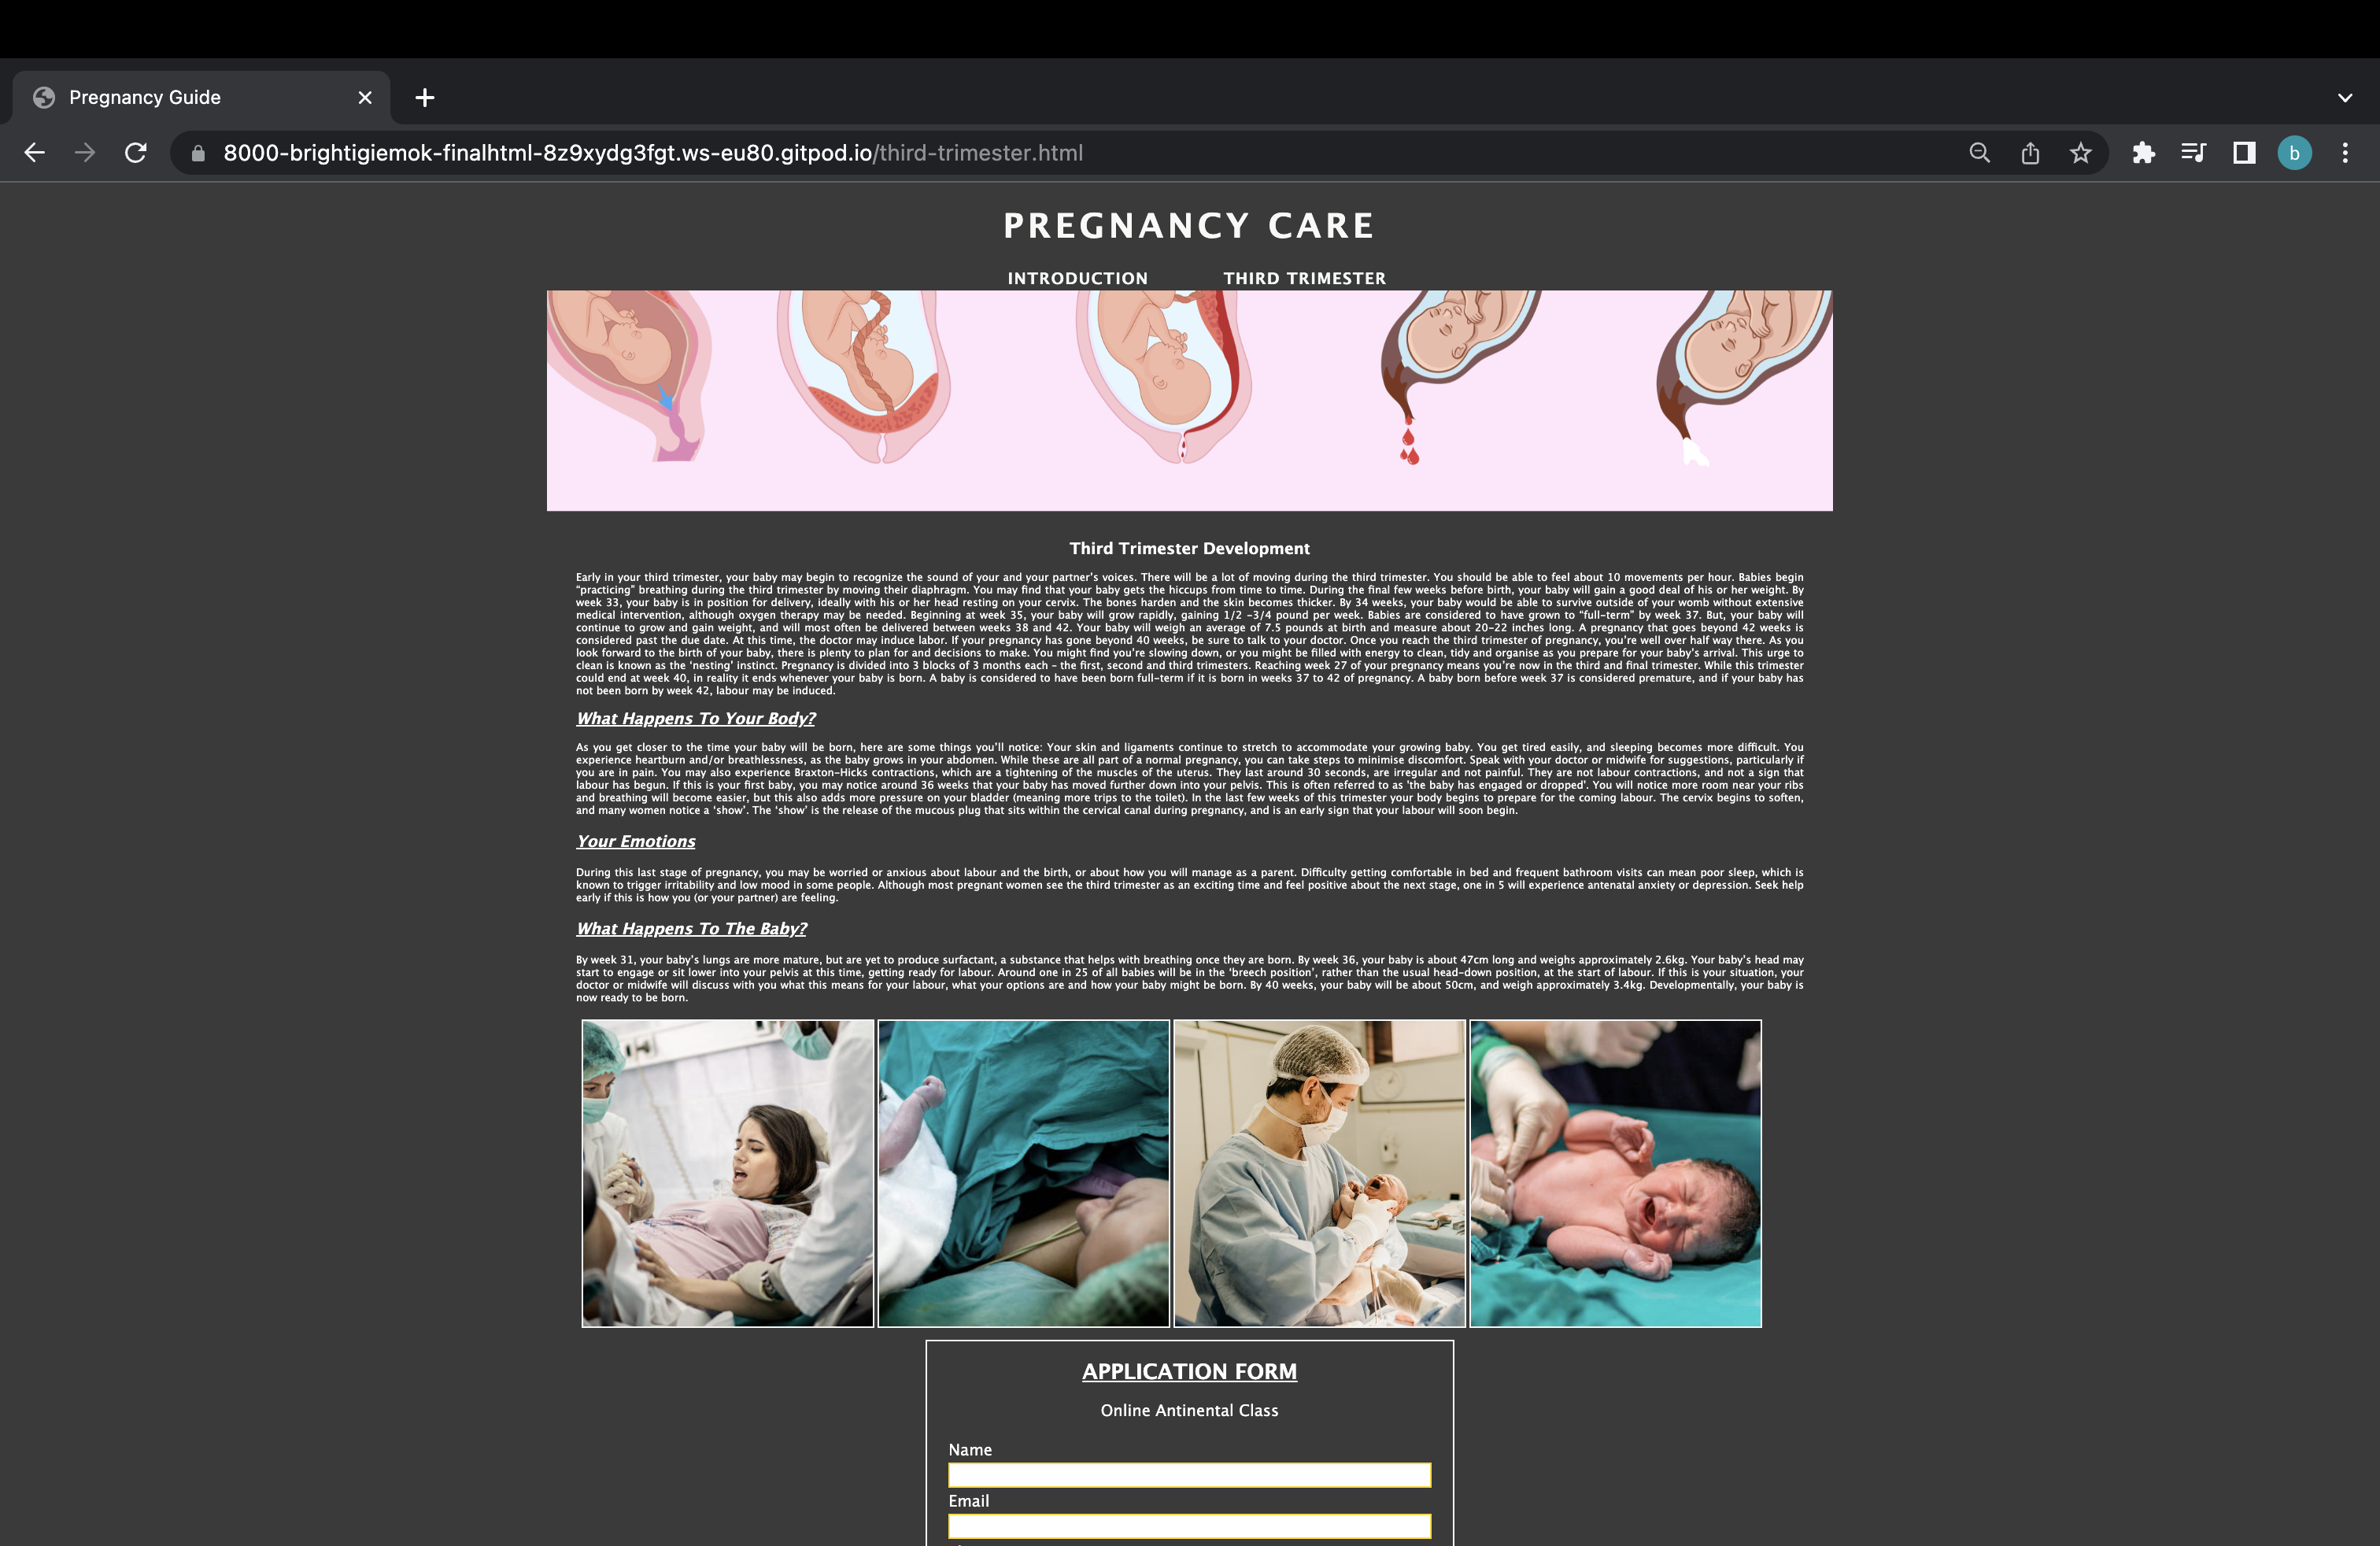 Pregnancy Guide
8000-brightigiemok-finalhtml-8z9xydg3fgt.ws-eu80.gitpod.io/third-trimester.html
b
PREGNANCY CARE
INTRODUCTION THIRD TRIMESTER
Third Trimester Development
Early in your third trimester, your baby may begin to recognize the sound of your and your partner’s voices. There will be a lot of moving during the third trimester. You should be able to feel about 10 movements per hour. Babies begin
“practicing” breathing during the third trimester by moving their diaphragm. You may find that your baby gets the hiccups from time to time. During the final few weeks before birth, your baby will gain a good deal of his or her weight. By
week 33, your baby is in position for delivery, ideally with his or her head resting on your cervix. The bones harden and the skin becomes thicker. By 34 weeks, your baby would be able to survive outside of your womb without extensive
medical intervention, although oxygen therapy may be needed. Beginning at week 35, your baby will grow rapidly, gaining 1/2 -3/4 pound per week. Babies are considered to have grown to “full-term” by week 37. But, your baby will
continue to grow and gain weight, and will most often be delivered between weeks 38 and 42. Your baby will weigh an average of 7.5 pounds at birth and measure about 20-22 inches long. A pregnancy that goes beyond 42 weeks is
considered past the due date. At this time, the doctor may induce labor. If your pregnancy has gone beyond 40 weeks, be sure to talk to your doctor. Once you reach the third trimester of pregnancy, you’re well over half way there. As you
look forward to the birth of your baby, there is plenty to plan for and decisions to make. You might find you’re slowing down, or you might be filled with energy to clean, tidy and organise as you prepare for your baby’s arrival. This urge to
clean is known as the ‘nesting’ instinct. Pregnancy is divided into 3 blocks of 3 months each – the first, second and third trimesters. Reaching week 27 of your pregnancy means you’re now in the third and final trimester. While this trimester
could end at week 40, in reality it ends whenever your baby is born. A baby is considered to have been born full-term if it is born in weeks 37 to 42 of pregnancy. A baby born before week 37 is considered premature, and if your baby has
not been born by week 42, labour may be induced.
What Happens To Your Body?
As you get closer to the time your baby will be born, here are some things you’ll notice: Your skin and ligaments continue to stretch to accommodate your growing baby. You get tired easily, and sleeping becomes more difficult. You
experience heartburn and/or breathlessness, as the baby grows in your abdomen. While these are all part of a normal pregnancy, you can take steps to minimise discomfort. Speak with your doctor or midwife for suggestions, particularly if
you are in pain. You may also experience Braxton-Hicks contractions, which are a tightening of the muscles of the uterus. They last around 30 seconds, are irregular and not painful. They are not labour contractions, and not a sign that
labour has begun. If this is your first baby, you may notice around 36 weeks that your baby has moved further down into your pelvis. This is often referred to as ‘the baby has engaged or dropped’. You will notice more room near your ribs
and breathing will become easier, but this also adds more pressure on your bladder (meaning more trips to the toilet). In the last few weeks of this trimester your body begins to prepare for the coming labour. The cervix begins to soften,
and many women notice a ‘show’. The ‘show’ is the release of the mucous plug that sits within the cervical canal during pregnancy, and is an early sign that your labour will soon begin.
Your Emotions
During this last stage of pregnancy, you may be worried or anxious about labour and the birth, or about how you will manage as a parent. Difficulty getting comfortable in bed and frequent bathroom visits can mean poor sleep, which is
known to trigger irritability and low mood in some people. Although most pregnant women see the third trimester as an exciting time and feel positive about the next stage, one in 5 will experience antenatal anxiety or depression. Seek help
early if this is how you (or your partner) are feeling.
What Happens To The Baby?
By week 31, your baby’s lungs are more mature, but are yet to produce surfactant, a substance that helps with breathing once they are born. By week 36, your baby is about 47cm long and weighs approximately 2.6kg. Your baby’s head may
start to engage or sit lower into your pelvis at this time, getting ready for labour. Around one in 25 of all babies will be in the ‘breech position’, rather than the usual head-down position, at the start of labour. If this is your situation, your
doctor or midwife will discuss with you what this means for your labour, what your options are and how your baby might be born. By 40 weeks, your baby will be about 50cm, and weigh approximately 3.4kg. Developmentally, your baby is
now ready to be born.
APPLICATION FORM
Online Antinental Class
Name
Email